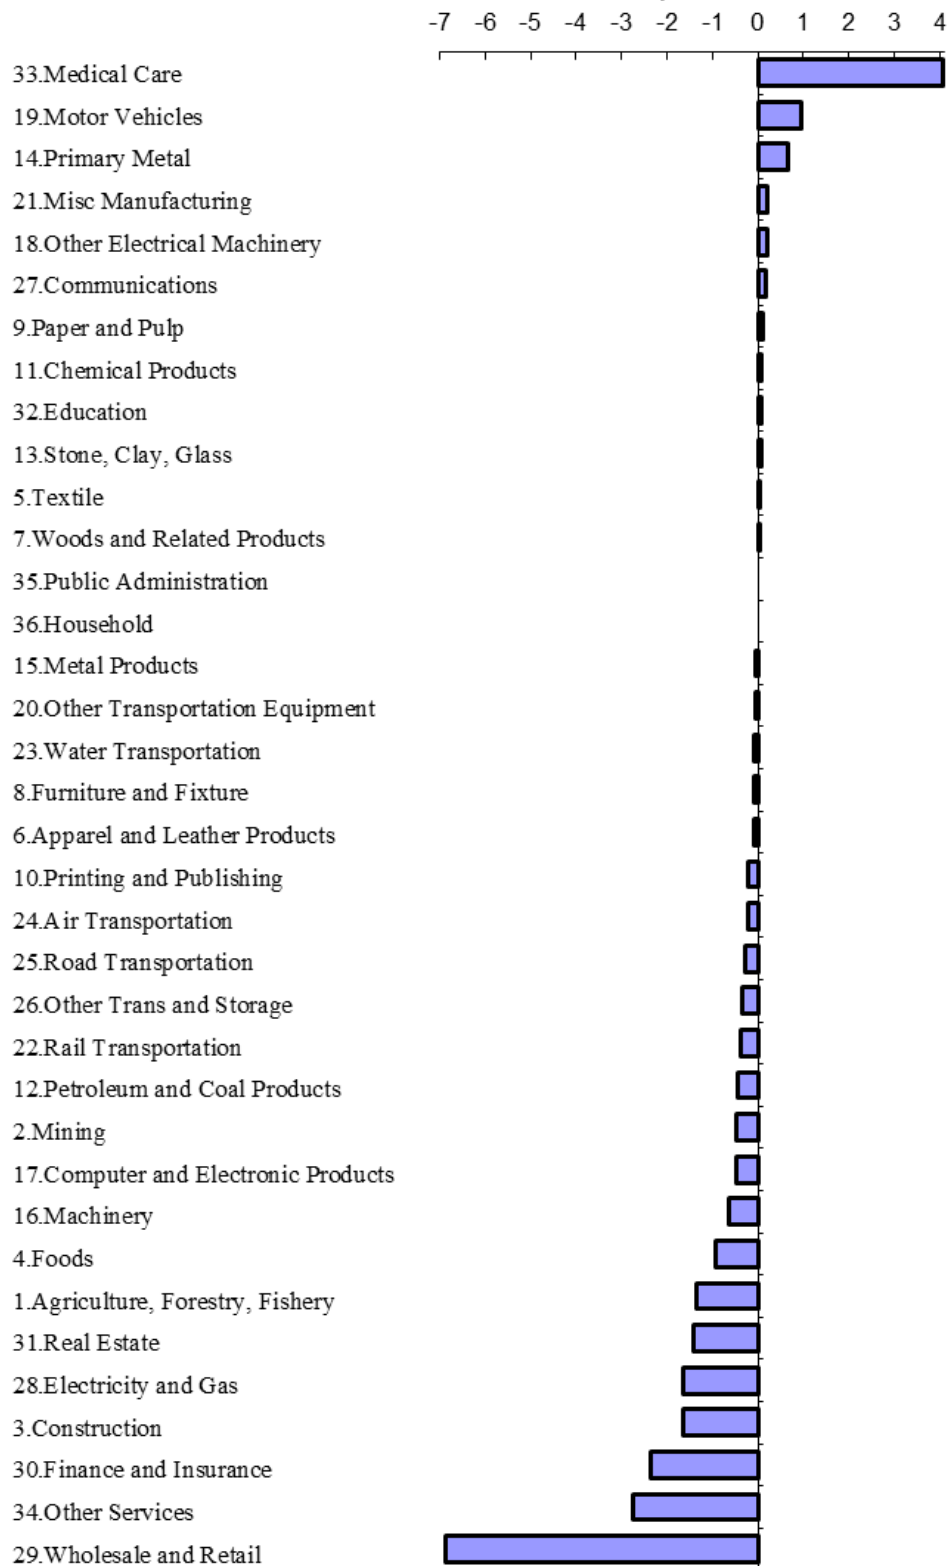 -7 -6 -5 -4 -3 -2 -1 0 1 2 3 4
33.Medical Care
19.Motor Vehicles
14.Primary Metal
21.Misc Manufacturing
18.Other Electrical Machinery
27.Communications
9.Paper and Pulp
11.Chemical Products
32.Education
13.Stone, Clay, Glass
5.Textile
7.Woods and Related Products
35.Public Administration
36.Household
15.Metal Products
20.Other Transportation Equipment
23.Water Transportation
8.Furniture and Fixture
6.Apparel and Leather Products
10.Printing and Publishing
24.Air Transportation
25.Road Transportation
26.Other Trans and Storage
22.Rail Transportation
12.Petroleum and Coal Products
2.Mining
17.Computer and Electronic Products
16.Machinery
4.Foods
1.Agriculture, Forestry, Fishery
31.Real Estate
28.Electricity and Gas
3.Construction
30.Finance and Insurance
34.Other Services
29.Wholesale and Retail